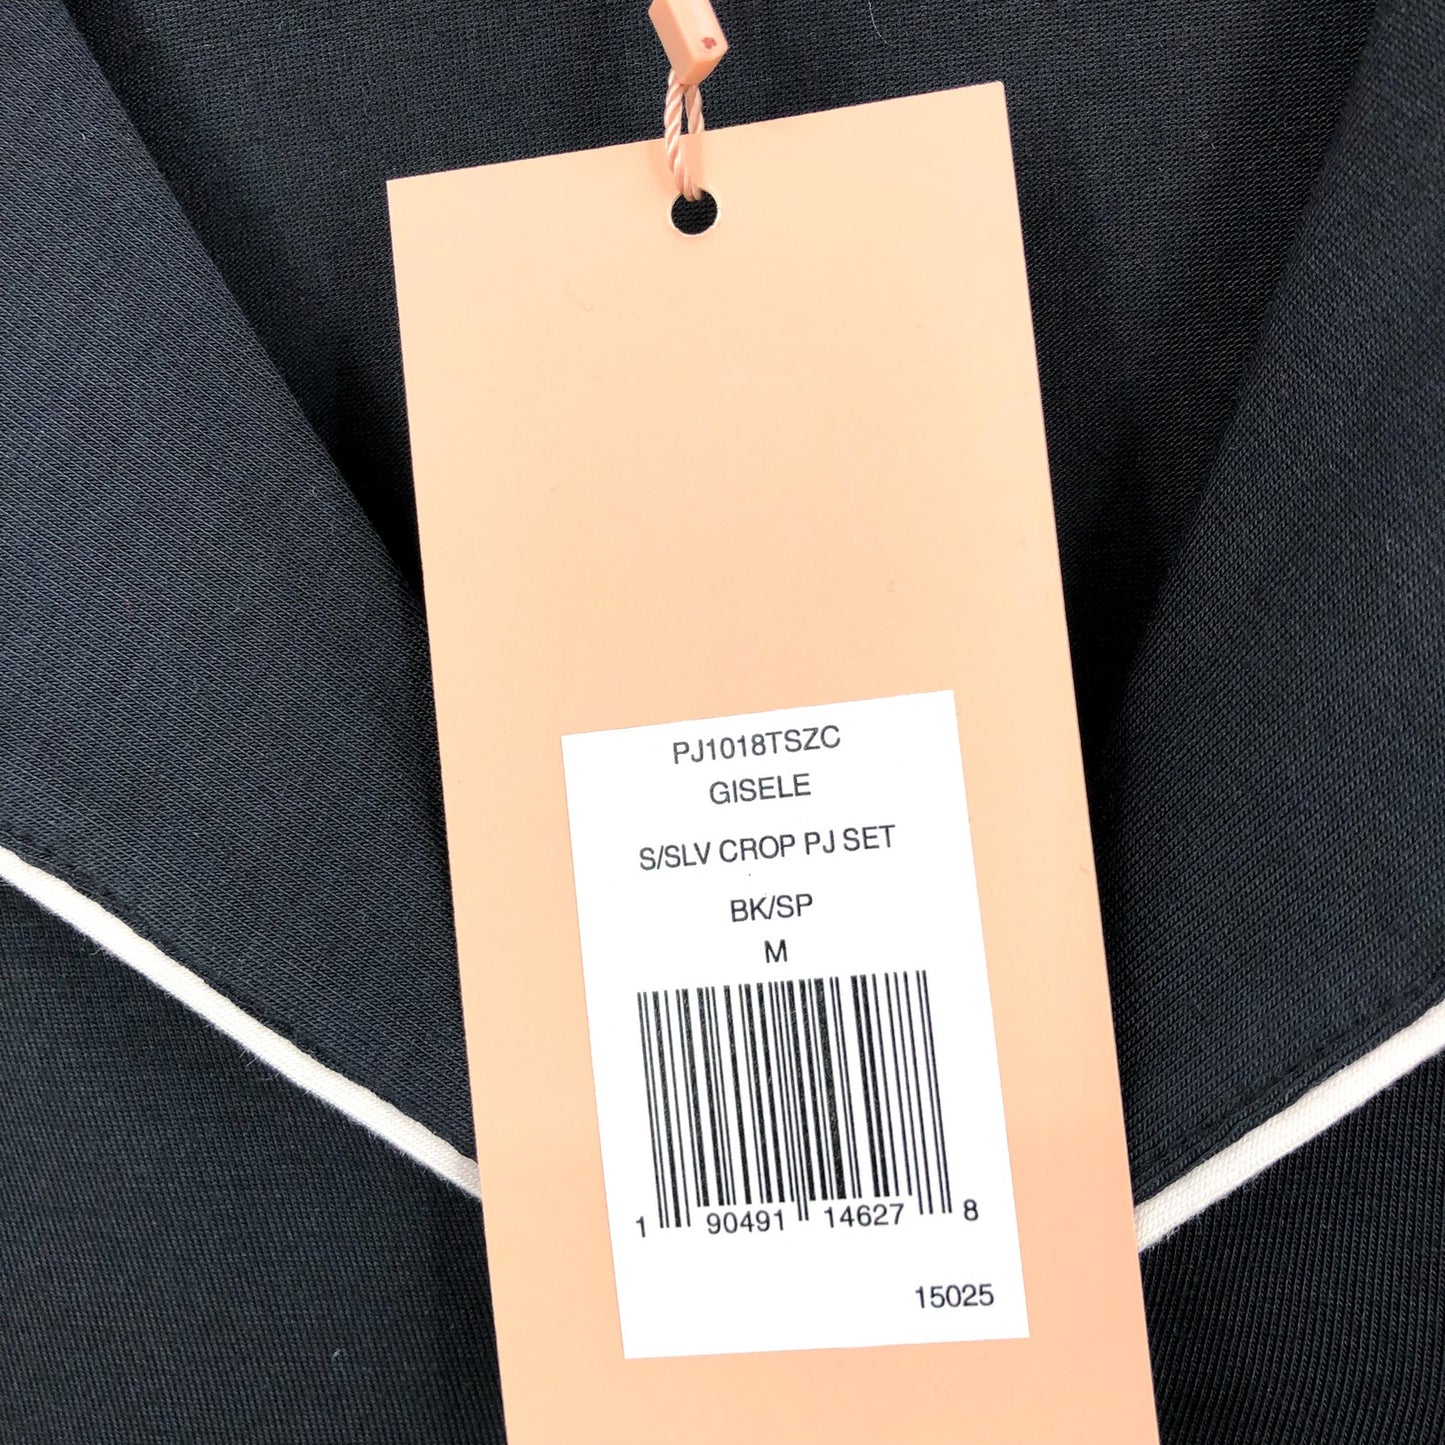 PJ1018TSZC
GISELE
S/SLV CROP PJ SET
BK/SP
M
1 90491 14627 8
15025